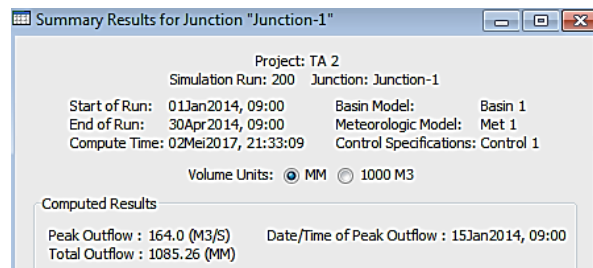 Summary Results for Junction "Junction-1"
Project: TA 2
Simulation Run: 200 Junction: Junction-1
Start of Run: 01Jan2014, 09:00 Basin Model: Basin 1
End of Run: 30Apr2014, 09:00 Meteorologic Model: Met 1
Compute Time: 02Mei2017, 21:33:09 Control Specifications: Control 1
Volume Units: MM 1000 M3
Computed Results
Peak Outflow : 164.0 (M3/S) Date/Time of Peak Outflow : 15Jan2014, 09:00
Total Outflow : 1085.26 (MM)